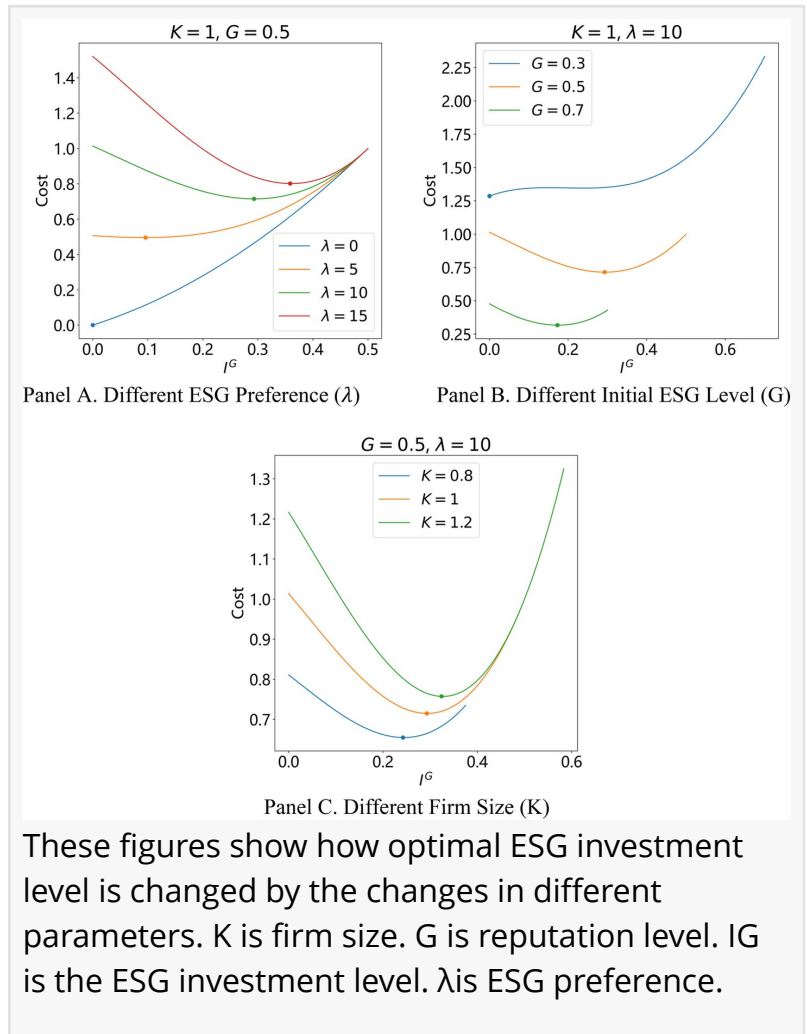 K = 1, G = 0.5
Cost
1.4
1.2
1.0
0.8
0.6
0.4
0.2
0.0
λ = 0
λ = 5
λ = 10
λ = 15
0.0 0.1 0.2 0.3 0.4 0.5
I^G
Panel A. Different ESG Preference (λ)
K = 1, λ = 10
Cost
2.25
2.00
1.75
1.50
1.25
1.00
0.75
0.50
0.25
G = 0.3
G = 0.5
G = 0.7
0.0 0.2 0.4 0.6
I^G
Panel B. Different Initial ESG Level (G)
G = 0.5, λ = 10
Cost
1.3
1.2
1.1
1.0
0.9
0.8
0.7
K = 0.8
K = 1
K = 1.2
0.0 0.2 0.4 0.6
I^G
Panel C. Different Firm Size (K)
These figures show how optimal ESG investment
level is changed by the changes in different
parameters. K is firm size. G is reputation level. IG
is the ESG investment level. λis ESG preference.